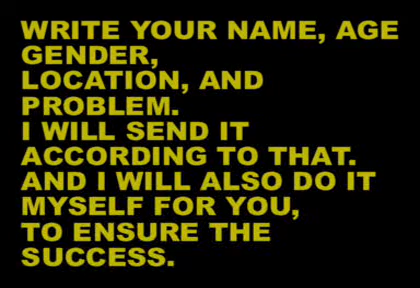 WRITE YOUR NAME, AGE
GENDER,
LOCATION, AND
PROBLEM.
I WILL SEND IT
ACCORDING TO THAT.
AND I WILL ALSO DO IT
MYSELF FOR YOU,
TO ENSURE THE
SUCCESS.